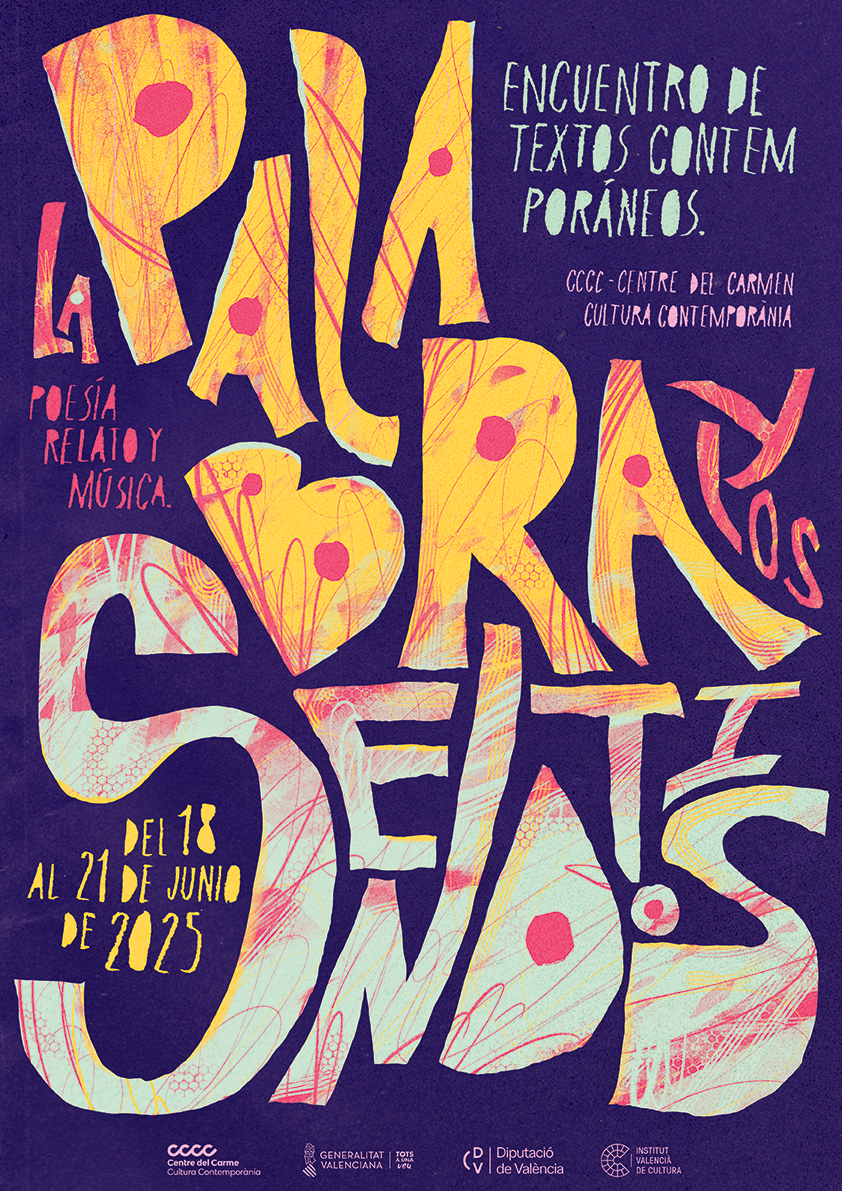 LA
PALA
BRA
Y LOS
SENTIDOS
ENCUENTRO DE
TEXTOS CONTEM
PORÁNEOS.
CCCC - CENTRE DEL CARMEN
CULTURA CONTEMPORÀNIA
POESÍA
RELATO Y
MÚSICA.
DEL 18
AL 21 DE JUNIO
DE 2025
CCCC
Centre del Carme
Cultura Contemporània
GENERALITAT
VALENCIANA
TOTS
A UNA
veu
CDV
Diputació
de València
INSTITUT
VALENCIÀ
DE CULTURA